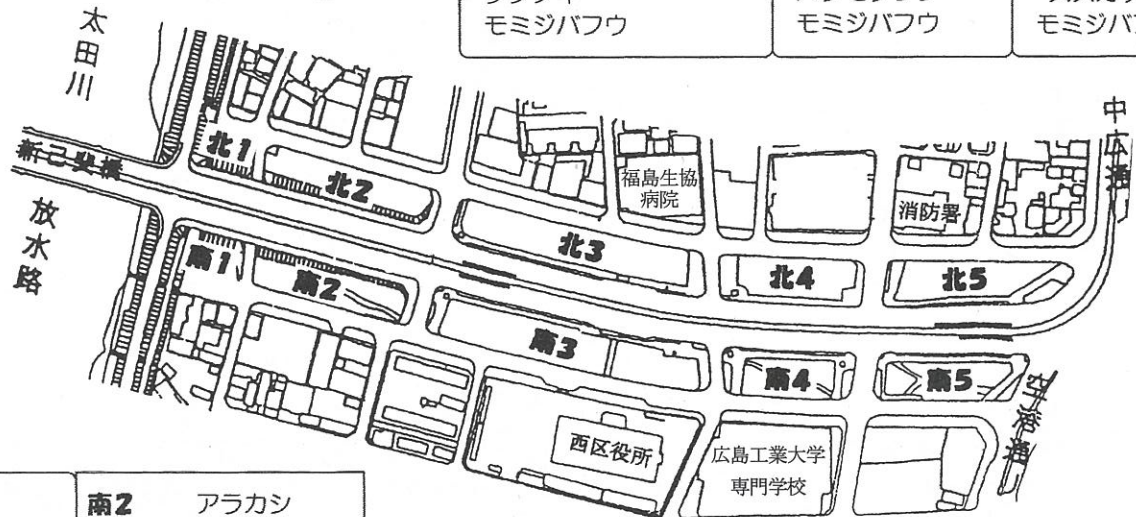 モミジバフウ
モミジバフウ
太田川
中広通
北1
北2
新己斐橋
福島生協
病院
消防署
放水路
北3
南1
北4
北5
南2
南3
南4
南5
西区役所
広島工業大学
専門学校
南2 アラカシ